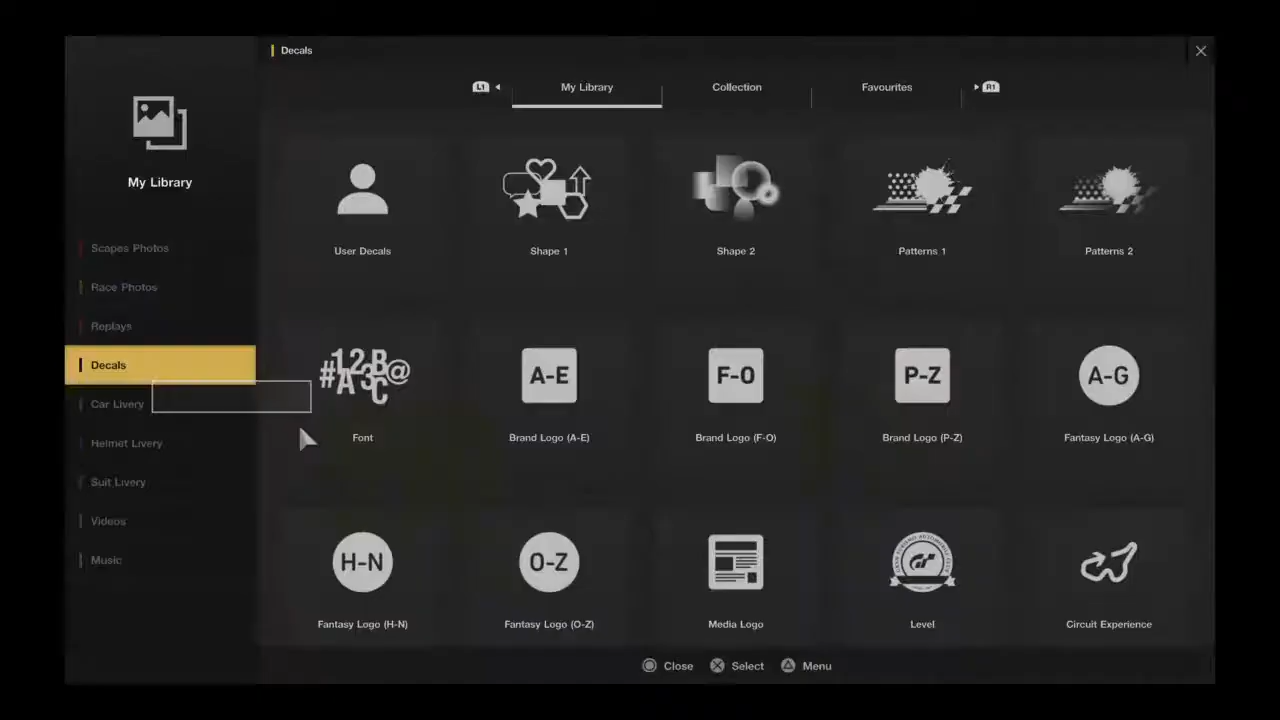 Decals
L1
My Library
Collection
Favourites
R1
My Library
Scapes Photos
Race Photos
Replays
Decals
Car Livery
Helmet Livery
Suit Livery
Videos
Music
User Decals
Shape 1
Shape 2
Patterns 1
Patterns 2
#123B@
A C
Font
A-E
Brand Logo (A-E)
F-O
Brand Logo (F-O)
P-Z
Brand Logo (P-Z)
A-G
Fantasy Logo (A-G)
H-N
Fantasy Logo (H-N)
O-Z
Fantasy Logo (O-Z)
Media Logo
Level
Circuit Experience
Close
Select
Menu